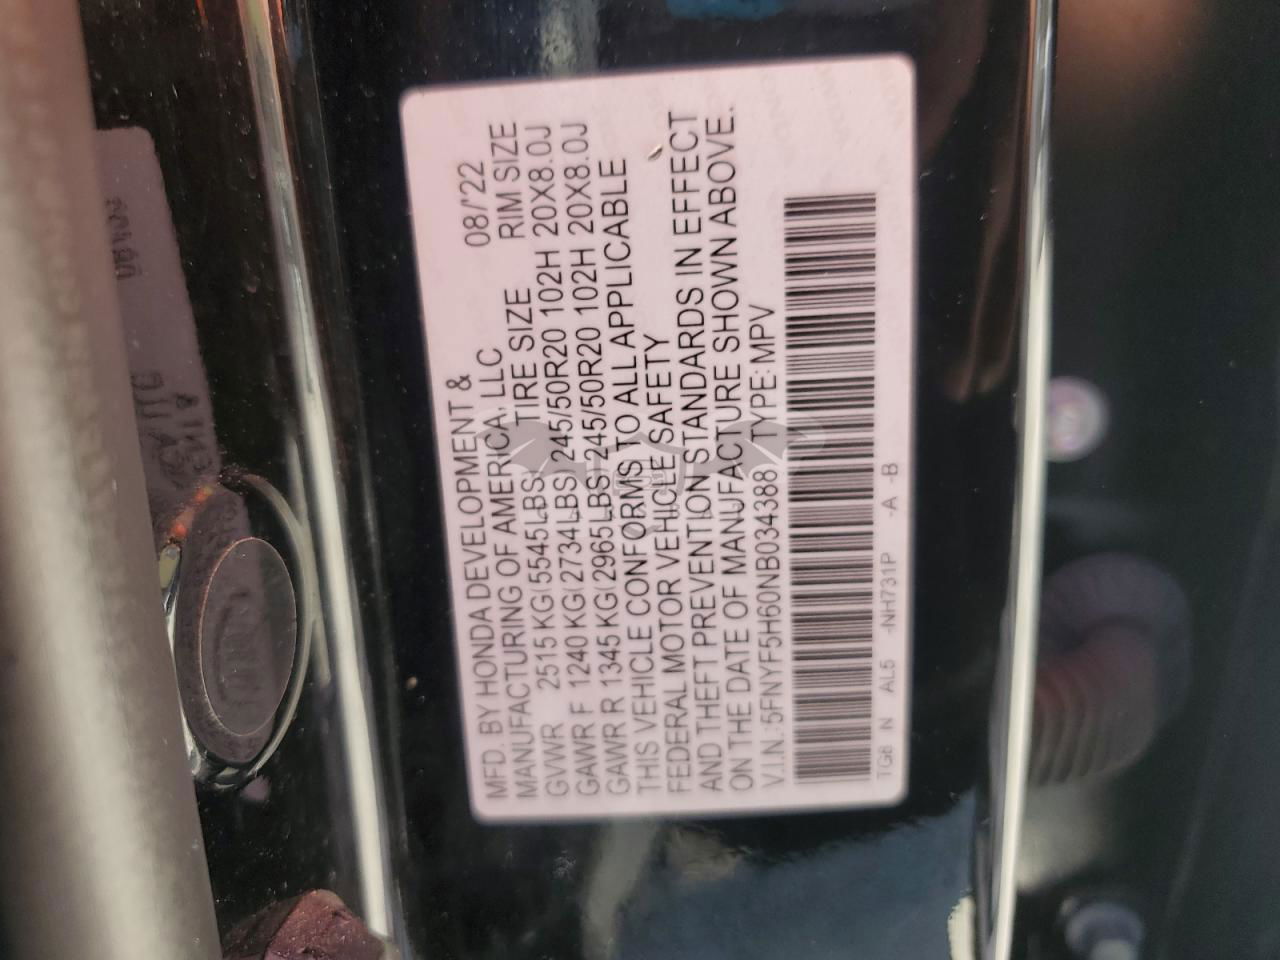 MFD. BY HONDA DEVELOPMENT &
MANUFACTURING OF AMERICA, LLC 08/'22
GVWR 2515 KG(5545LBS) TIRE SIZE RIM SIZE
GAWR F 1240 KG(2734LBS) 245/50R20 102H 20X8.0J
GAWR R 1345 KG(2965LBS) 245/50R20 102H 20X8.0J
THIS VEHICLE CONFORMS TO ALL APPLICABLE
FEDERAL MOTOR VEHICLE SAFETY
AND THEFT PREVENTION STANDARDS IN EFFECT
ON THE DATE OF MANUFACTURE SHOWN ABOVE.
V.I.N.:5FNYF5H60NB034388 TYPE:MPV
TG8 N AL5 -NH731P -A -B